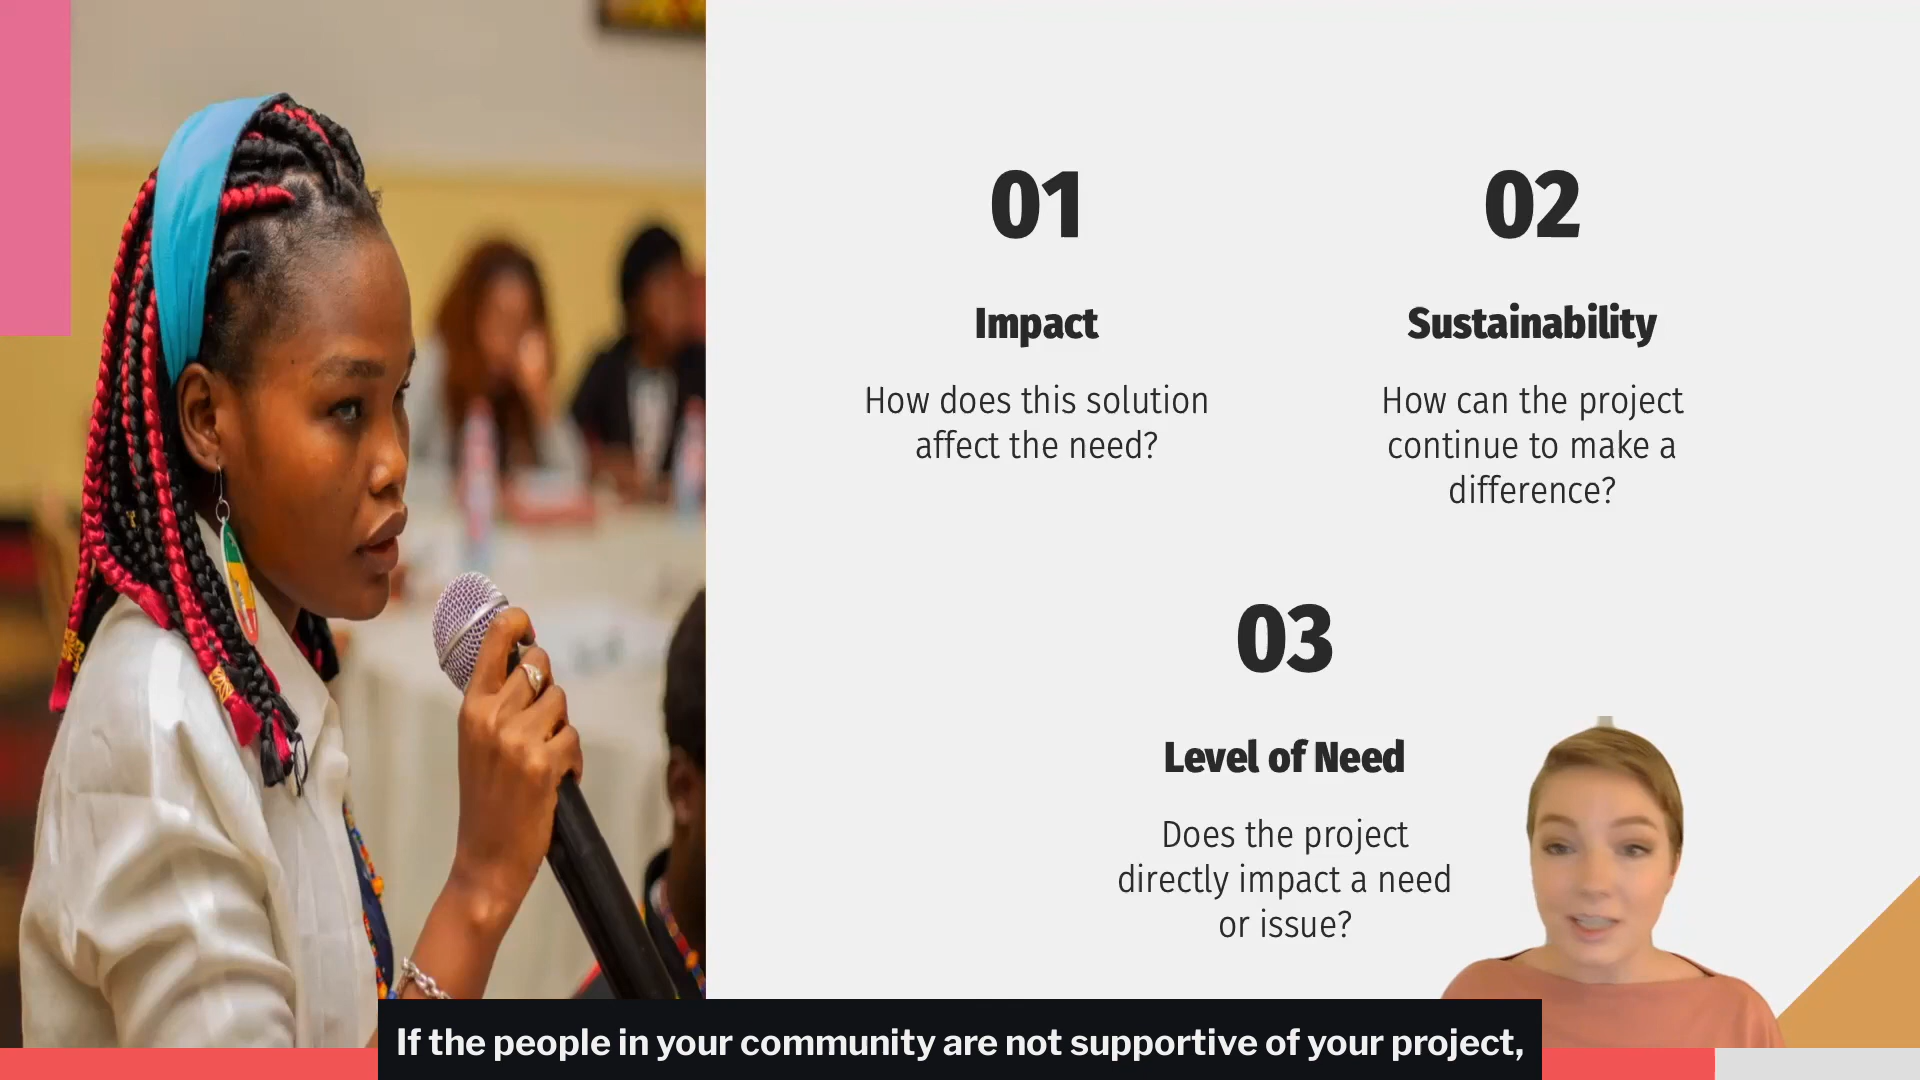 01
Impact
How does this solution
affect the need?
02
Sustainability
How can the project
continue to make a
difference?
03
Level of Need
Does the project
directly impact a need
or issue?
If the people in your community are not supportive of your project,